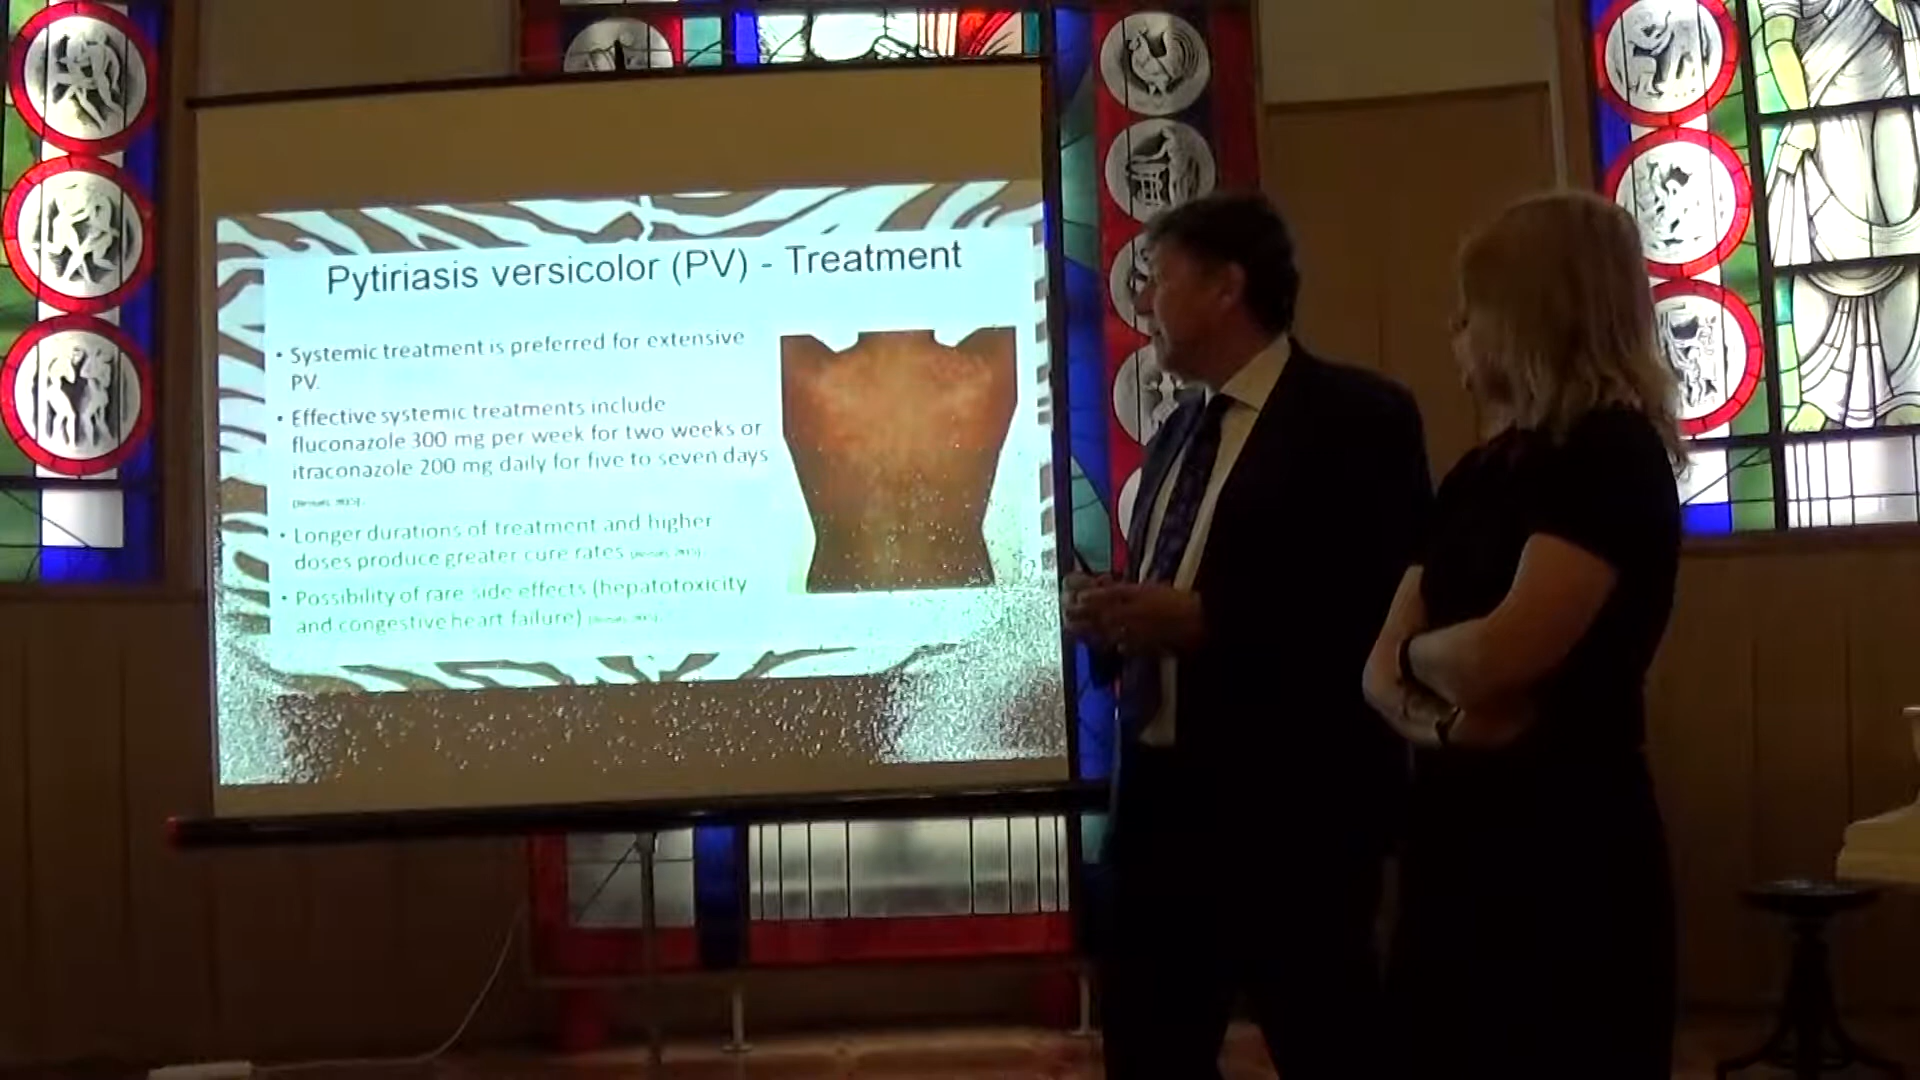 Pytiriasis versicolor (PV) - Treatment
• Systemic treatment is preferred for extensive
PV.
• Effective systemic treatments include
fluconazole 300 mg per week for two weeks or
itraconazole 200 mg daily for five to seven days
• Longer durations of treatment and higher
doses produce greater cure rates
• Possibility of rare side effects (hepatotoxicity
and congestive heart failure)